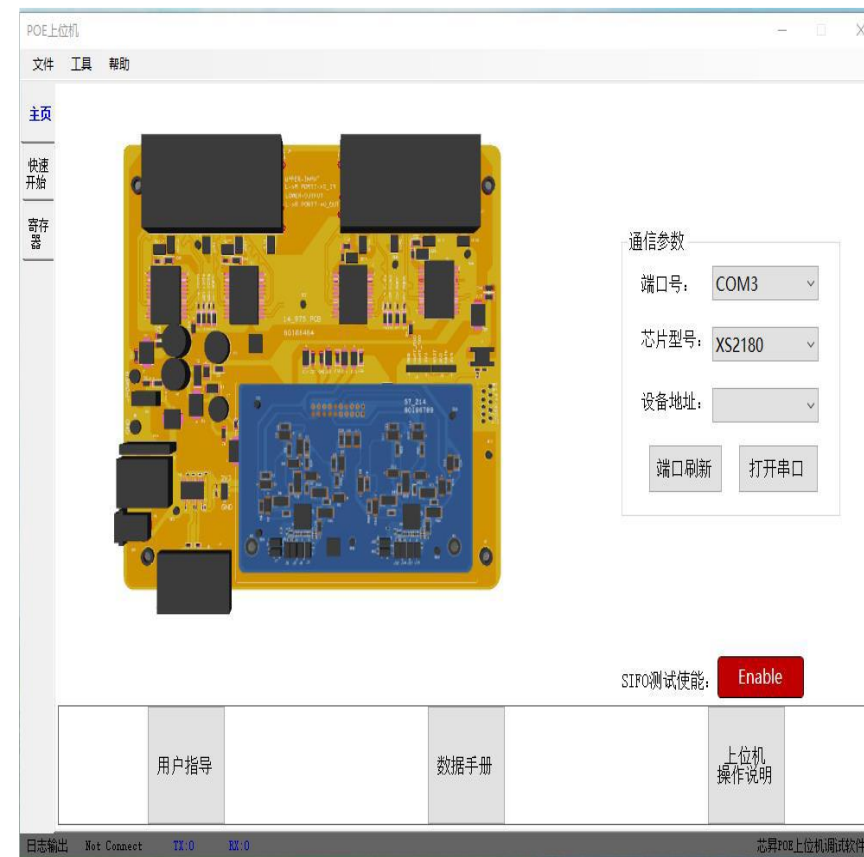 POE上位机
文件 工具 帮助
主页
快速
开始
寄存
器
UPPER-INPUT
通信参数
端口号: COM3
芯片型号: XS2180
设备地址:
端口刷新 打开串口
SIFO测试使能: Enable
用户指导
数据手册
上位机
操作说明
日志输出 Not Connect TX:0 RX:0 芯昇POE上位机调试软件